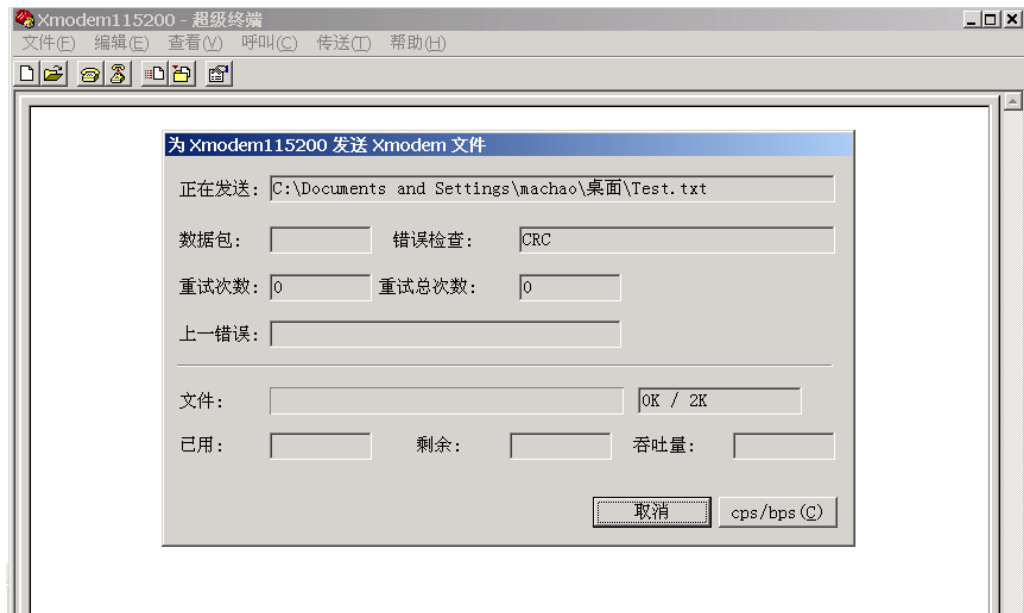 Xmodem115200 - 超级终端
文件(F) 编辑(E) 查看(V) 呼叫(C) 传送(T) 帮助(H)
为 Xmodem115200 发送 Xmodem 文件
正在发送: C:\Documents and Settings\machao\桌面\Test.txt
数据包: 错误检查: CRC
重试次数: 0 重试总次数: 0
上一错误:
文件: 0K / 2K
已用: 剩余: 吞吐量:
取消 cps/bps(C)